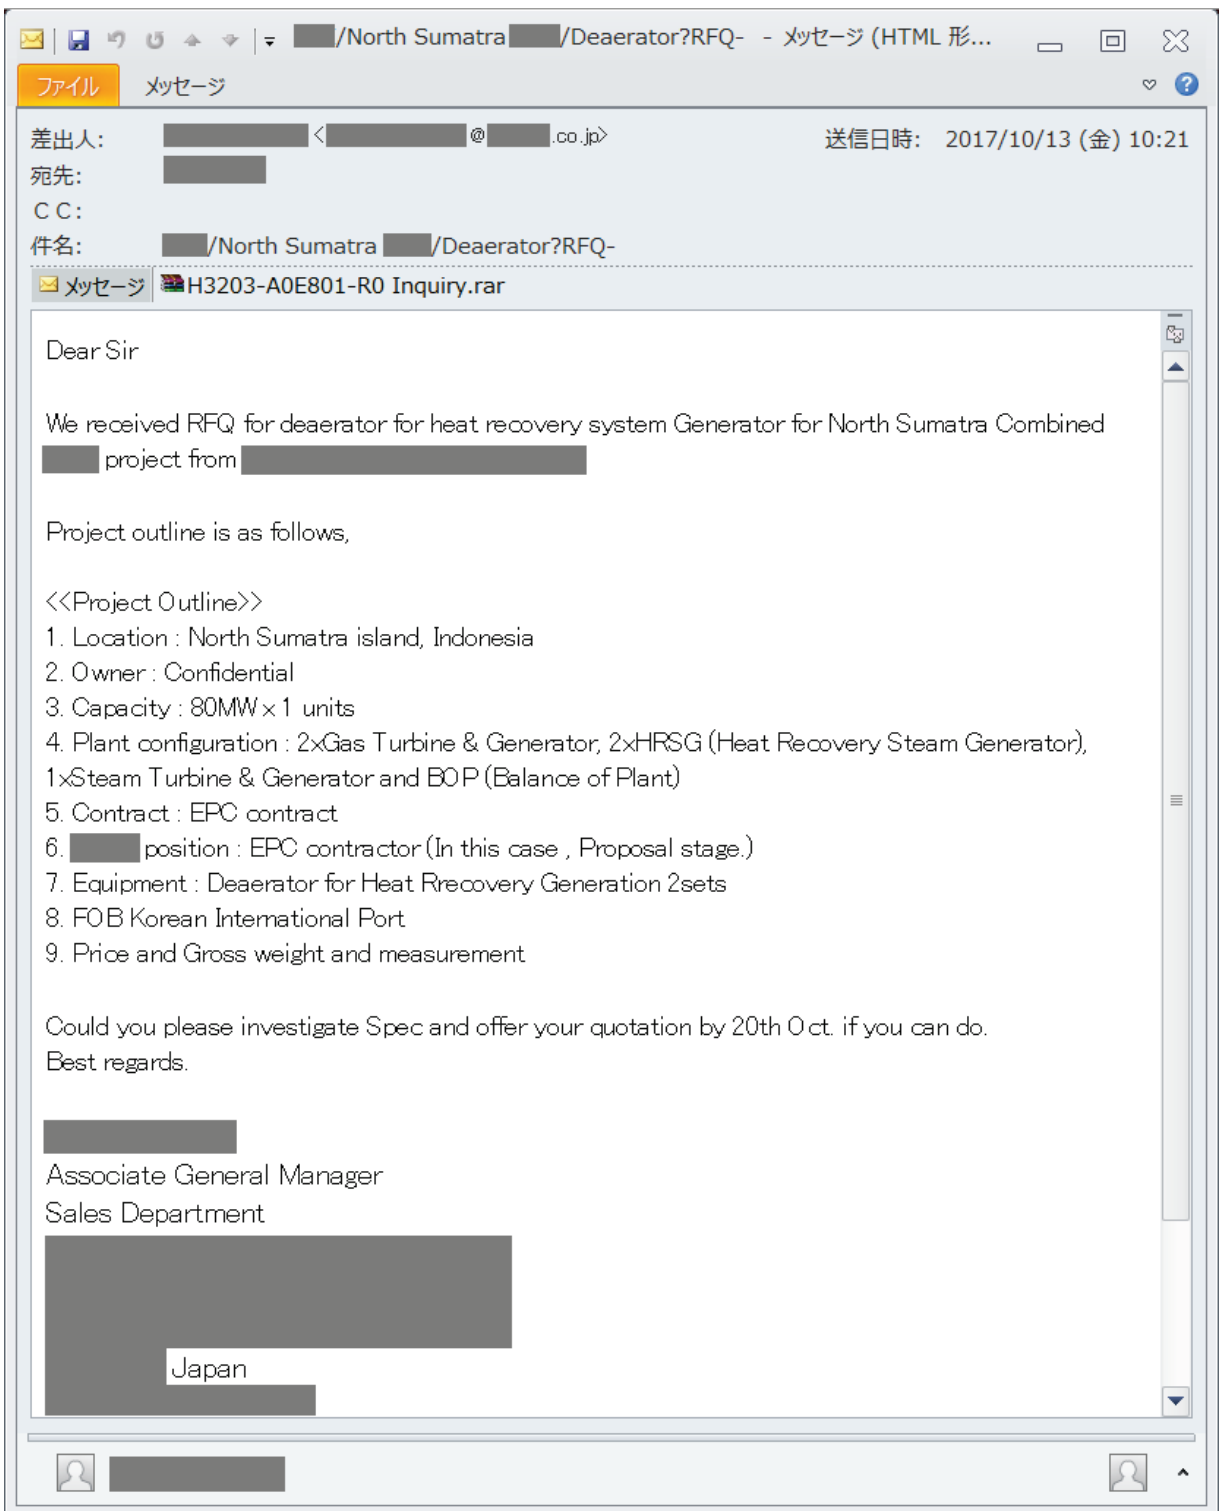 /North Sumatra /Deaerator?RFQ- - メッセージ (HTML 形...
ファイル メッセージ
差出人: < @ .co.jp> 送信日時: 2017/10/13 (金) 10:21
宛先:
ＣＣ:
件名: /North Sumatra /Deaerator?RFQ-
メッセージ H3203-A0E801-R0 Inquiry.rar
Dear Sir
We received RFQ for deaerator for heat recovery system Generator for North Sumatra Combined
project from
Project outline is as follows,
<<Project Outline>>
1. Location : North Sumatra island, Indonesia
2. Owner : Confidential
3. Capacity : 80MW×1 units
4. Plant configuration : 2xGas Turbine & Generator, 2xHRSG (Heat Recovery Steam Generator),
1xSteam Turbine & Generator and BOP (Balance of Plant)
5. Contract : EPC contract
6. position : EPC contractor (In this case , Proposal stage.)
7. Equipment : Deaerator for Heat Rrecovery Generation 2sets
8. FOB Korean International Port
9. Price and Gross weight and measurement
Could you please investigate Spec and offer your quotation by 20th Oct. if you can do.
Best regards.
Associate General Manager
Sales Department
Japan